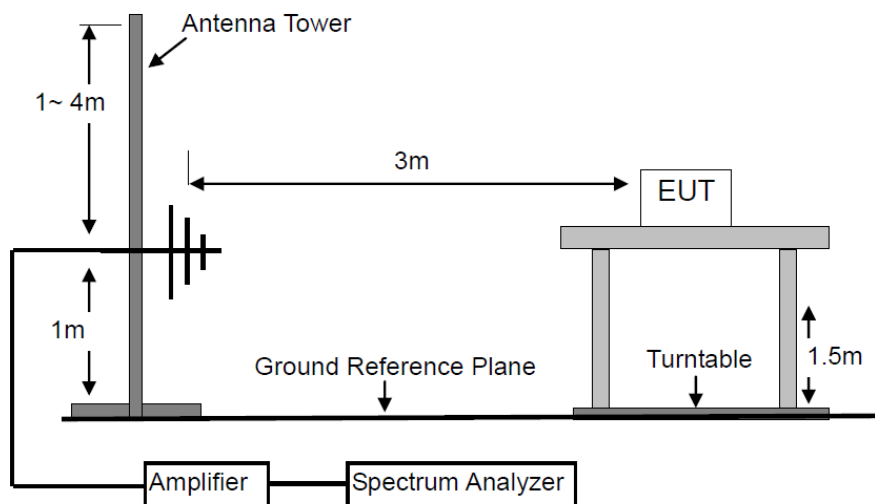 Antenna Tower
1~ 4m
3m
EUT
1m
Ground Reference Plane
Turntable
1.5m
Amplifier
Spectrum Analyzer